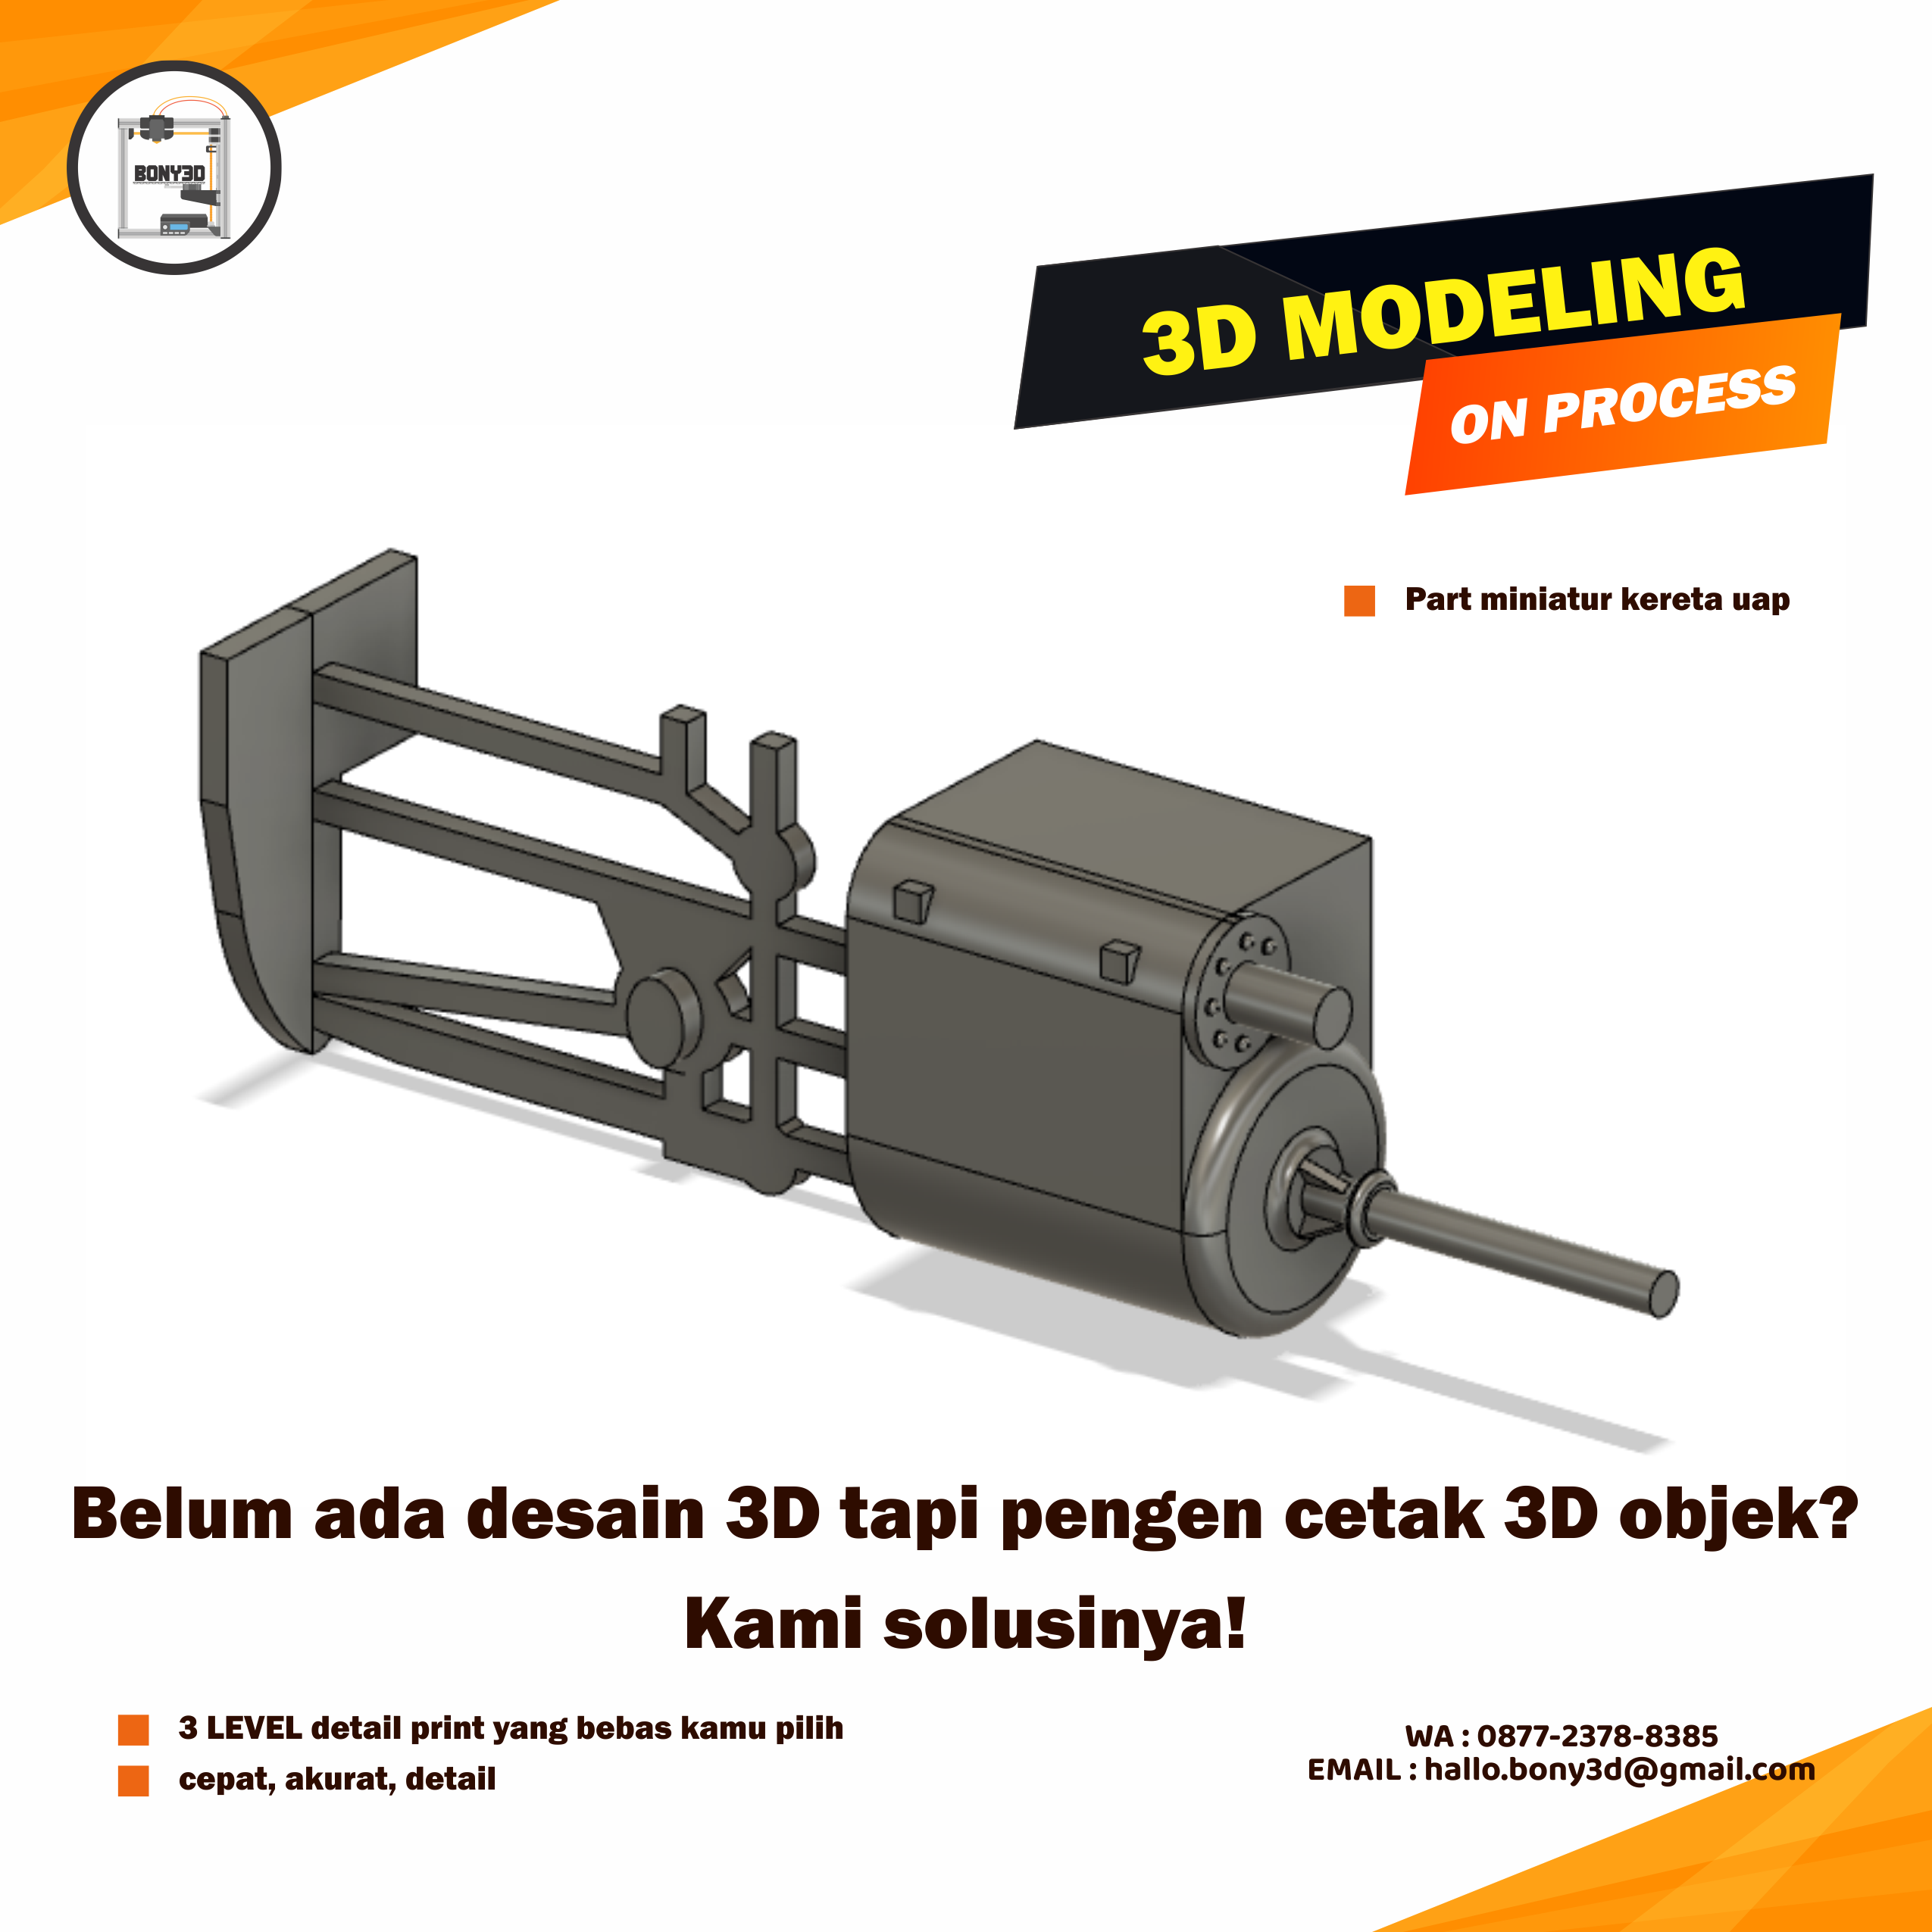 BONY3D
3D MODELING
ON PROCESS
Part miniatur kereta uap
Belum ada desain 3D tapi pengen cetak 3D objek?
Kami solusinya!
3 LEVEL detail print yang bebas kamu pilih
cepat, akurat, detail
WA : 0877-2378-8385
EMAIL : hallo.bony3d@gmail.com